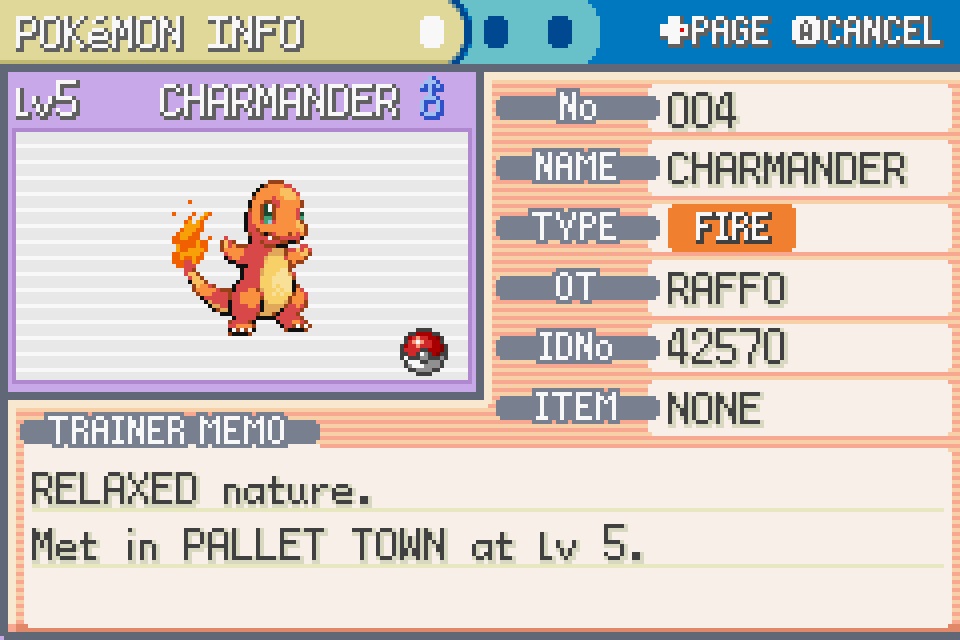 POKéMON INFO
PAGE CANCEL
Lv5 CHARMANDER ♂
No 004
NAME CHARMANDER
TYPE FIRE
OT RAFFO
IDNo 42570
ITEM NONE
TRAINER MEMO
RELAXED nature.
Met in PALLET TOWN at Lv 5.